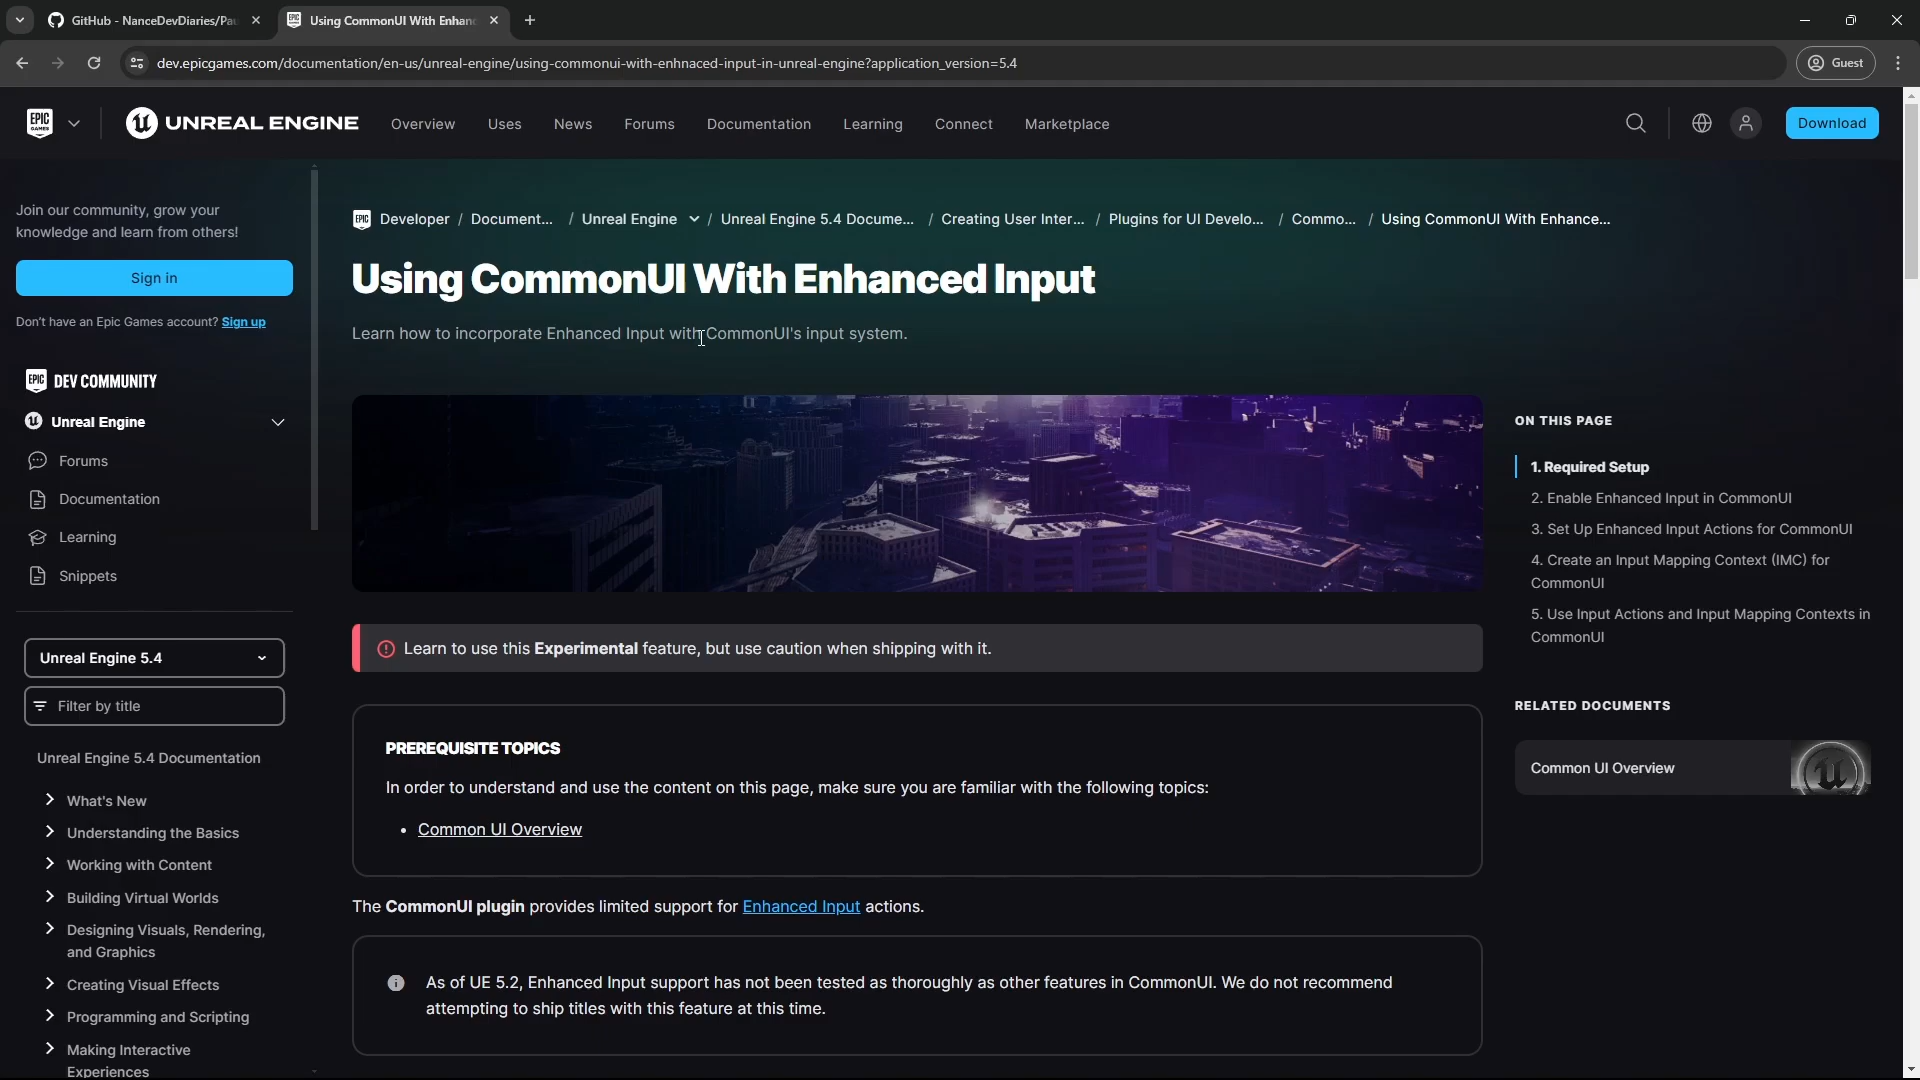 GitHub - NanceDevDiaries/Pau
Using CommonUI With Enhanc
dev.epicgames.com/documentation/en-us/unreal-engine/using-commonui-with-enhnaced-input-in-unreal-engine?application_version=5.4
Guest
EPIC GAMES
UNREAL ENGINE
Overview
Uses
News
Forums
Documentation
Learning
Connect
Marketplace
Download
Join our community, grow your
knowledge and learn from others!
Sign in
Don't have an Epic Games account? Sign up
EPIC DEV COMMUNITY
Unreal Engine
Forums
Documentation
Learning
Snippets
Unreal Engine 5.4
Filter by title
Unreal Engine 5.4 Documentation
What's New
Understanding the Basics
Working with Content
Building Virtual Worlds
Designing Visuals, Rendering,
and Graphics
Creating Visual Effects
Programming and Scripting
Making Interactive
Experiences
EPIC Developer / Document... / Unreal Engine / Unreal Engine 5.4 Docume... / Creating User Inter... / Plugins for UI Develo... / Commo... / Using CommonUI With Enhance...
Using CommonUI With Enhanced Input
Learn how to incorporate Enhanced Input with CommonUI's input system.
Learn to use this Experimental feature, but use caution when shipping with it.
PREREQUISITE TOPICS
In order to understand and use the content on this page, make sure you are familiar with the following topics:
• Common UI Overview
The CommonUI plugin provides limited support for Enhanced Input actions.
As of UE 5.2, Enhanced Input support has not been tested as thoroughly as other features in CommonUI. We do not recommend
attempting to ship titles with this feature at this time.
ON THIS PAGE
1. Required Setup
2. Enable Enhanced Input in CommonUI
3. Set Up Enhanced Input Actions for CommonUI
4. Create an Input Mapping Context (IMC) for
CommonUI
5. Use Input Actions and Input Mapping Contexts in
CommonUI
RELATED DOCUMENTS
Common UI Overview